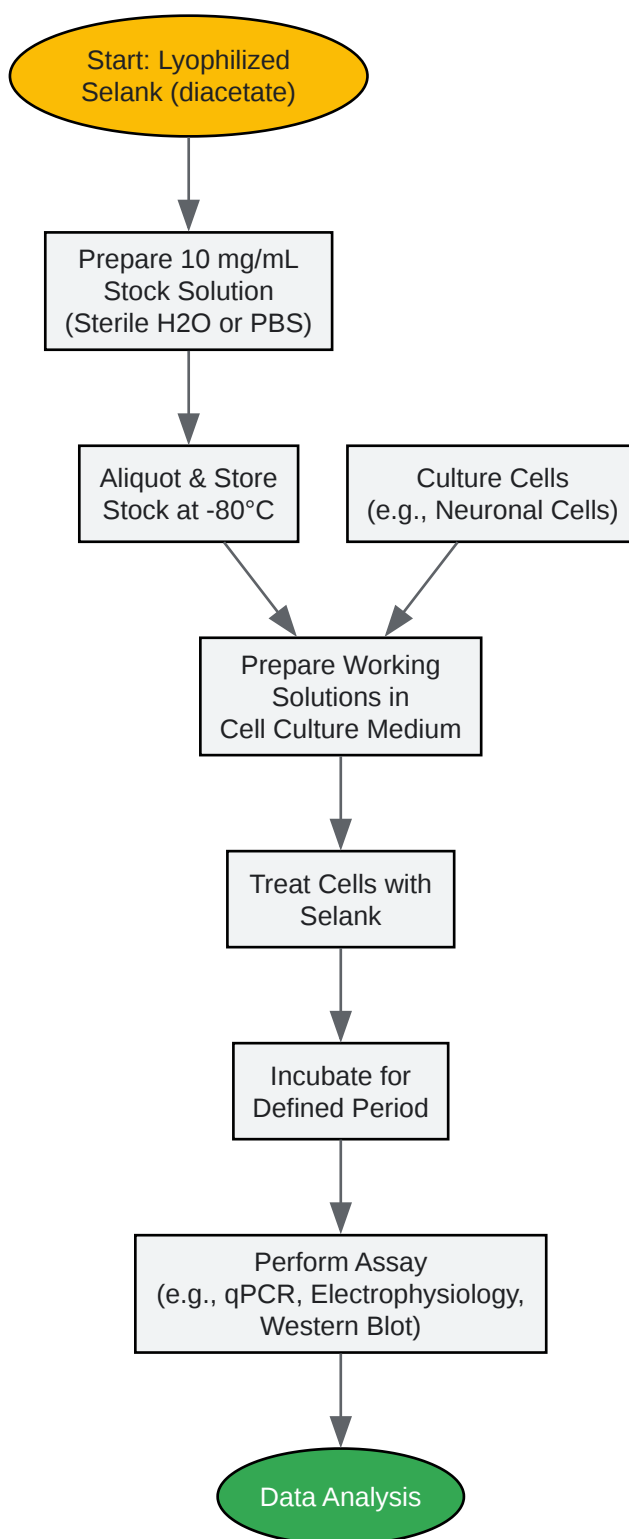 Start: Lyophilized
Selank (diacetate)
Prepare 10 mg/mL
Stock Solution
(Sterile H2O or PBS)
Aliquot & Store
Stock at -80°C
Culture Cells
(e.g., Neuronal Cells)
Prepare Working
Solutions in
Cell Culture Medium
Treat Cells with
Selank
Incubate for
Defined Period
Perform Assay
(e.g., qPCR, Electrophysiology,
Western Blot)
Data Analysis